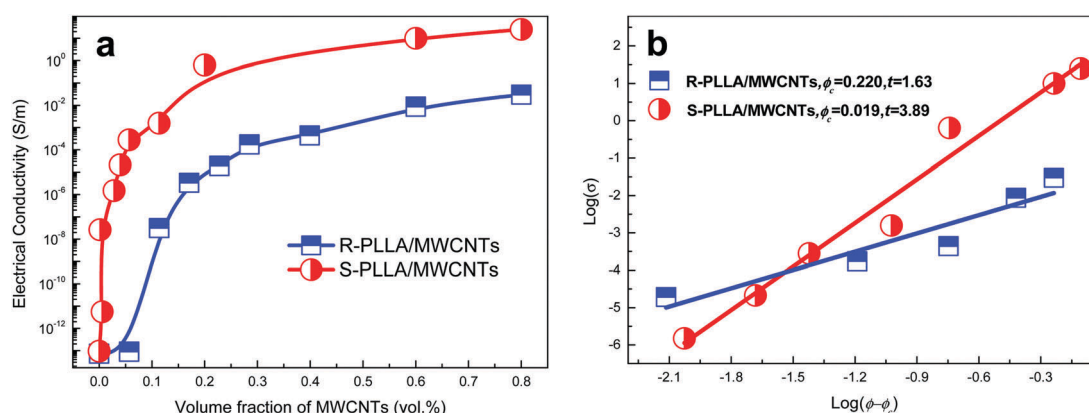 a
Electrical Conductivity (S/m)
10⁰
10⁻²
10⁻⁴
10⁻⁶
10⁻⁸
10⁻¹⁰
10⁻¹²
R-PLLA/MWCNTs
S-PLLA/MWCNTs
0.0 0.1 0.2 0.3 0.4 0.5 0.6 0.7 0.8
Volume fraction of MWCNTs (vol.%)
b
R-PLLA/MWCNTs,ϕc=0.220,t=1.63
S-PLLA/MWCNTs,ϕc=0.019,t=3.89
Log(σ)
2
1
0
-1
-2
-3
-4
-5
-6
-2.1 -1.8 -1.5 -1.2 -0.9 -0.6 -0.3
Log(ϕ–ϕc)